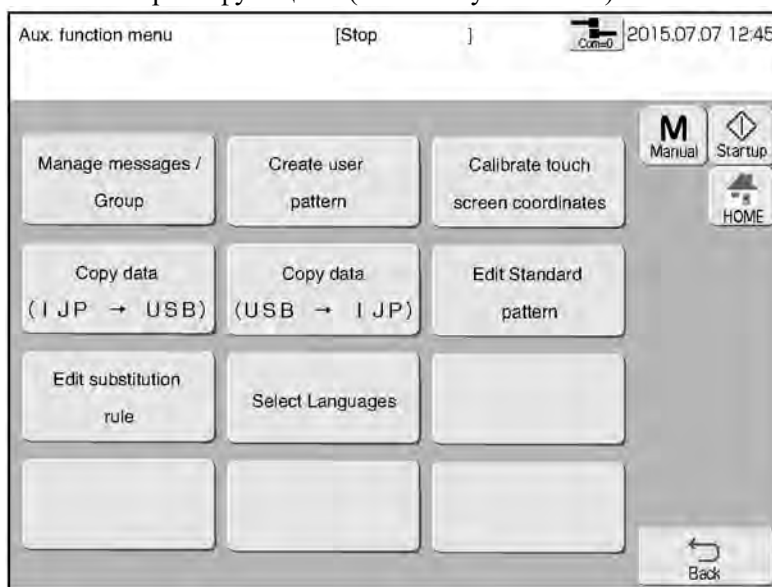 Aux. function menu [Stop ] Com=0 2015.07.07 12:45
M
Manual
Startup
HOME
Manage messages /
Group
Create user
pattern
Calibrate touch
screen coordinates
Copy data
(IJP → USB)
Copy data
(USB → IJP)
Edit Standard
pattern
Edit substitution
rule
Select Languages
Back